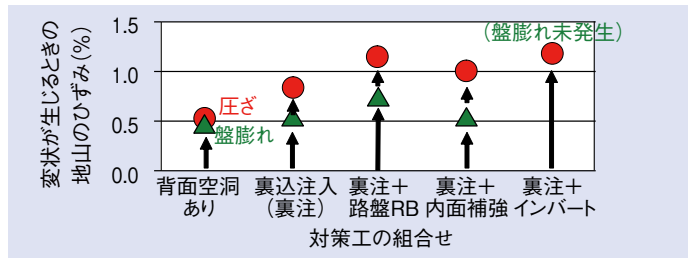 変状が生じるときの
地山のひずみ(%)
1.5
1.0
0.5
0.0
(盤膨れ未発生)
圧ざ
盤膨れ
背面空洞
あり
裏込注入
(裏注)
裏注+
路盤RB
裏注+
内面補強
裏注+
インバート
対策工の組合せ